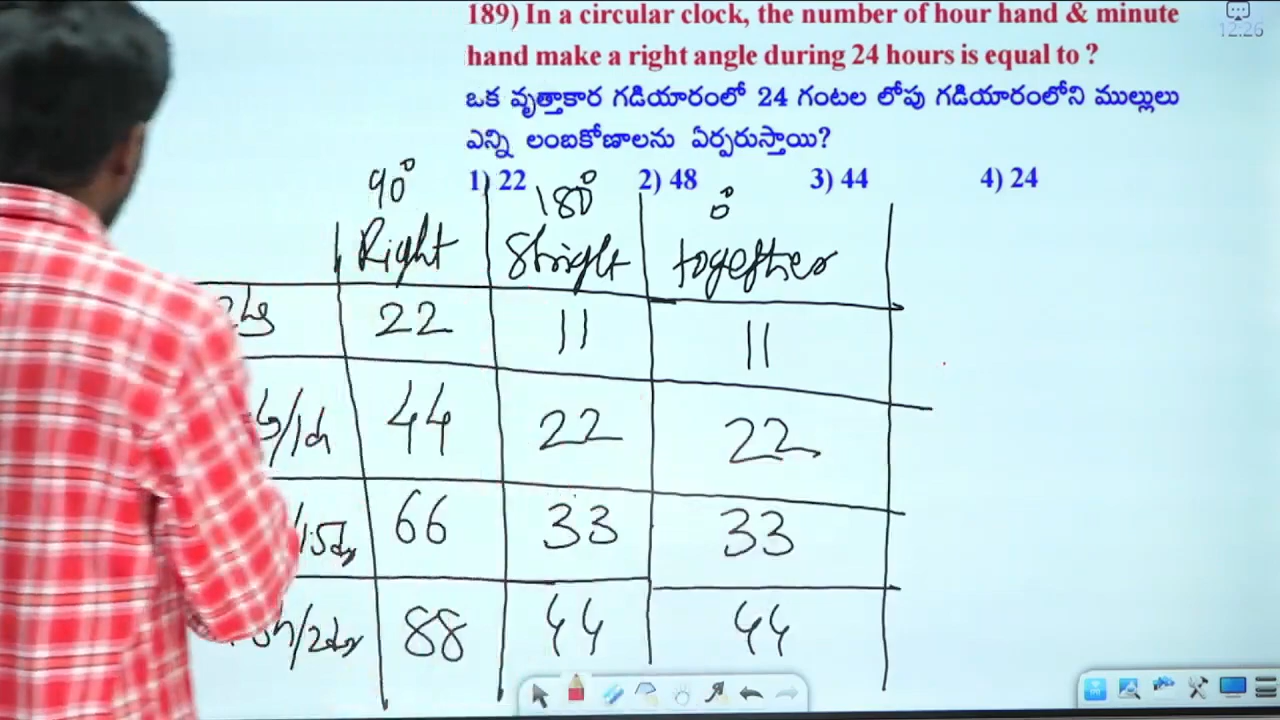 189) In a circular clock, the number of hour hand & minute
12:26
hand make a right angle during 24 hours is equal to ?
ఒక వృత్తాకార గడియారంలో 24 గంటల లోపు గడియారంలోని ముల్లులు
ఎన్ని లంబకోణాలను ఏర్పరుస్తాయి?
1) 22 2) 48 3) 44 4) 24
90° 180° 0°
Right together
22 11 11
44 22 22
66 33 33
88 44 44